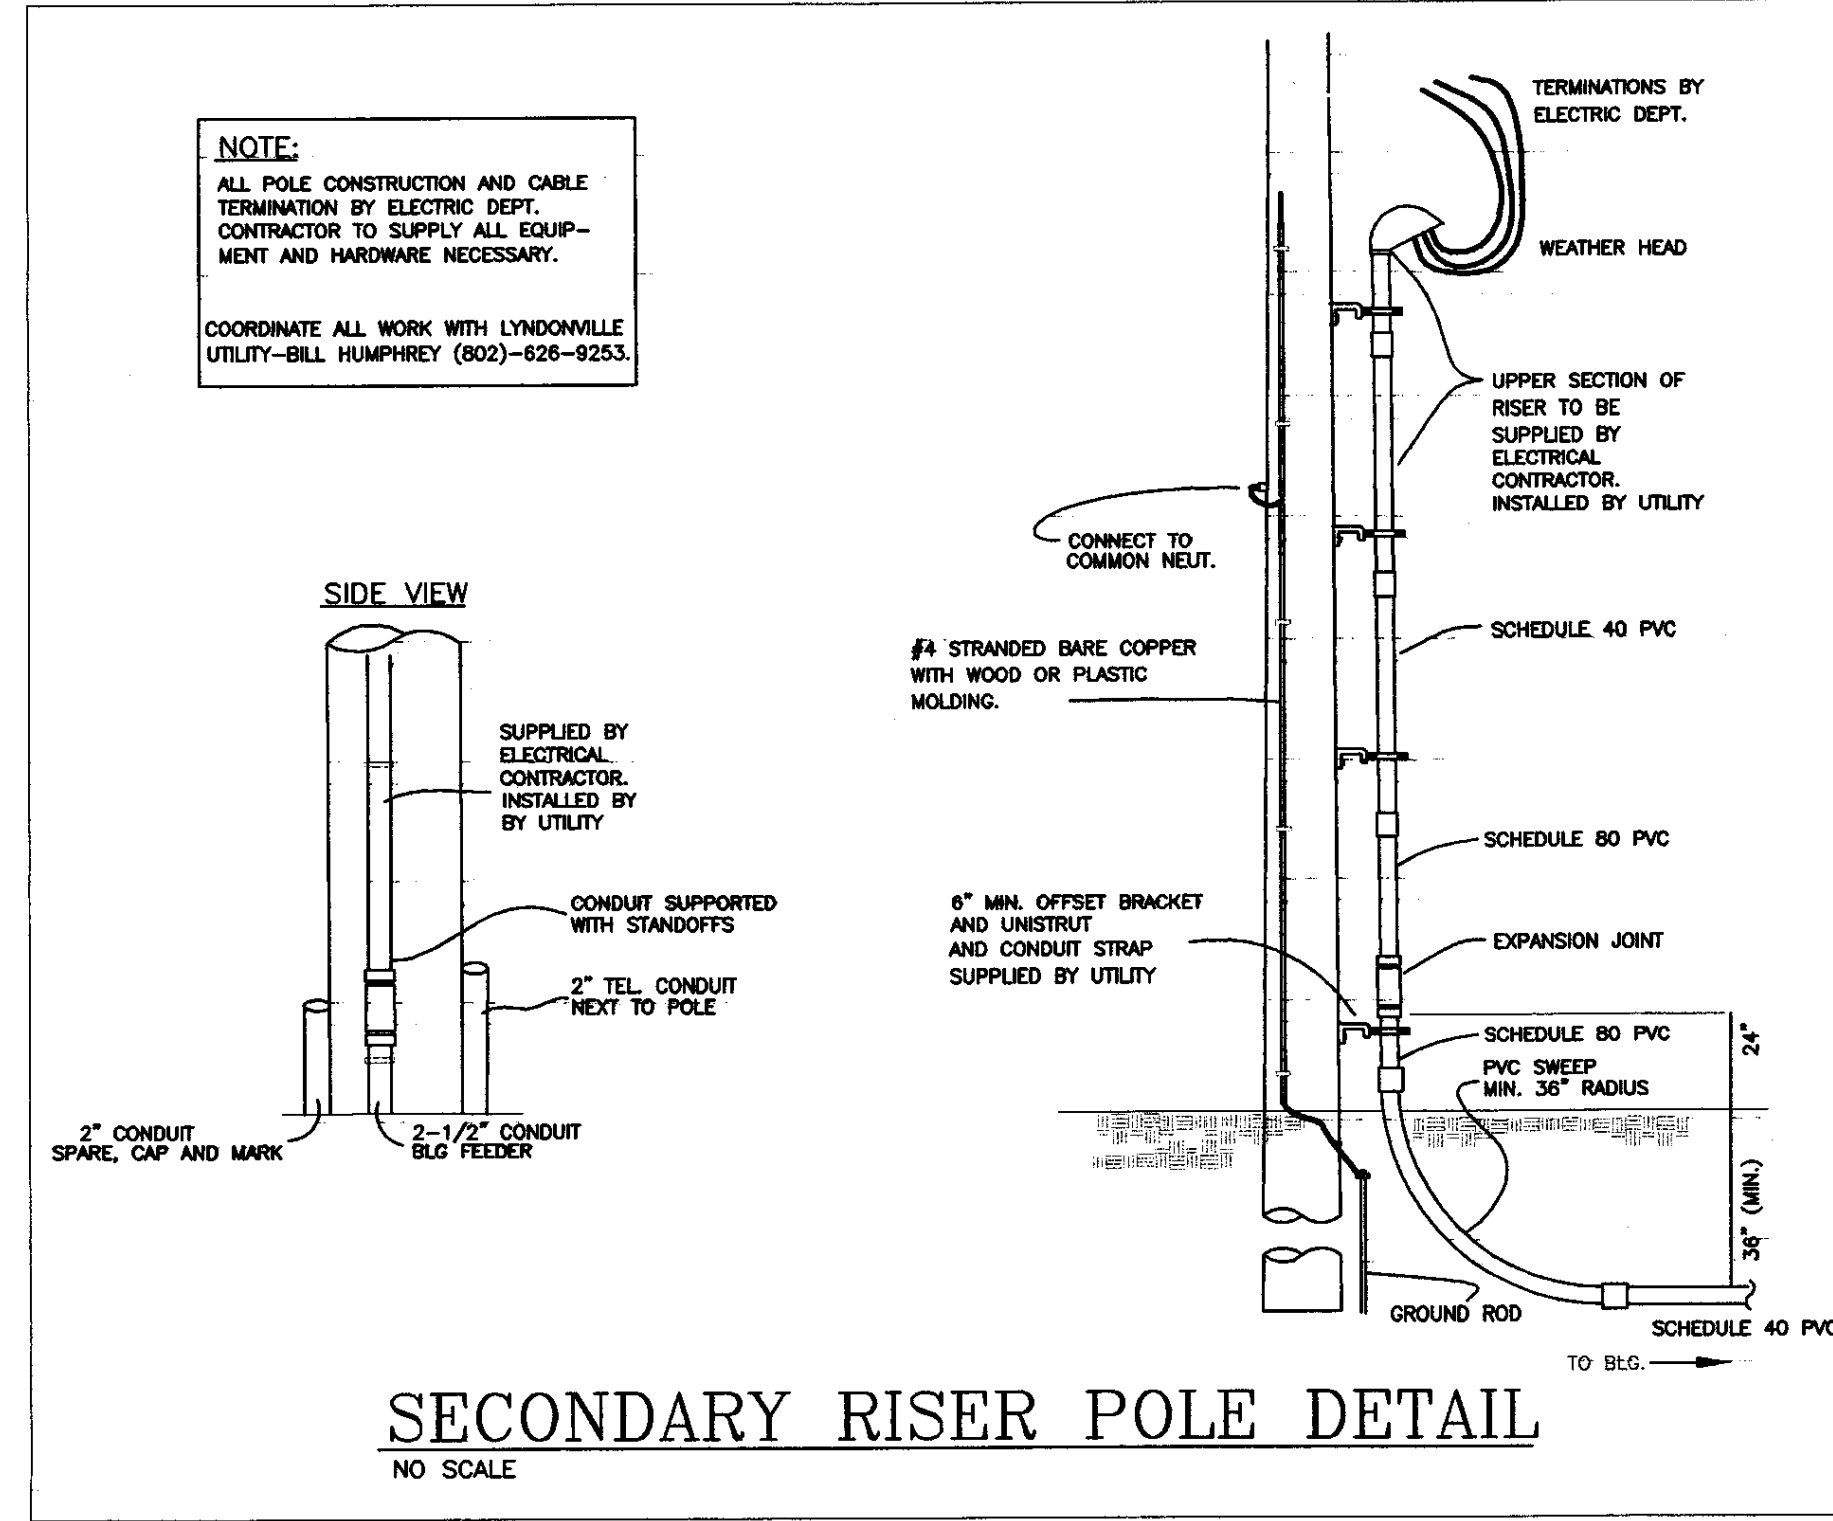 NOTE:
ALL POLE CONSTRUCTION AND CABLE
TERMINATION BY ELECTRIC DEPT.
CONTRACTOR TO SUPPLY ALL EQUIP-
MENT AND HARDWARE NECESSARY.
COORDINATE ALL WORK WITH LYNDONVILLE
UTILITY-BILL HUMPHREY (802)-626-9253.
SIDE VIEW
SUPPLIED BY
ELECTRICAL
CONTRACTOR.
INSTALLED BY
BY UTILITY
CONDUIT SUPPORTED
WITH STANDOFFS
2" TEL. CONDUIT
NEXT TO POLE
2" CONDUIT
SPARE, CAP AND MARK
2-1/2" CONDUIT
BLG FEEDER
TERMINATIONS BY
ELECTRIC DEPT.
WEATHER HEAD
UPPER SECTION OF
RISER TO BE
SUPPLIED BY
ELECTRICAL
CONTRACTOR.
INSTALLED BY UTILITY
CONNECT TO
COMMON NEUT.
#4 STRANDED BARE COPPER
WITH WOOD OR PLASTIC
MOLDING.
SCHEDULE 40 PVC
SCHEDULE 80 PVC
6" MIN. OFFSET BRACKET
AND UNISTRUT
AND CONDUIT STRAP
SUPPLIED BY UTILITY
EXPANSION JOINT
SCHEDULE 80 PVC
PVC SWEEP
MIN. 36" RADIUS
24"
36" (MIN.)
GROUND ROD
SCHEDULE 40 PVC
TO BLG.
SECONDARY RISER POLE DETAIL
NO SCALE